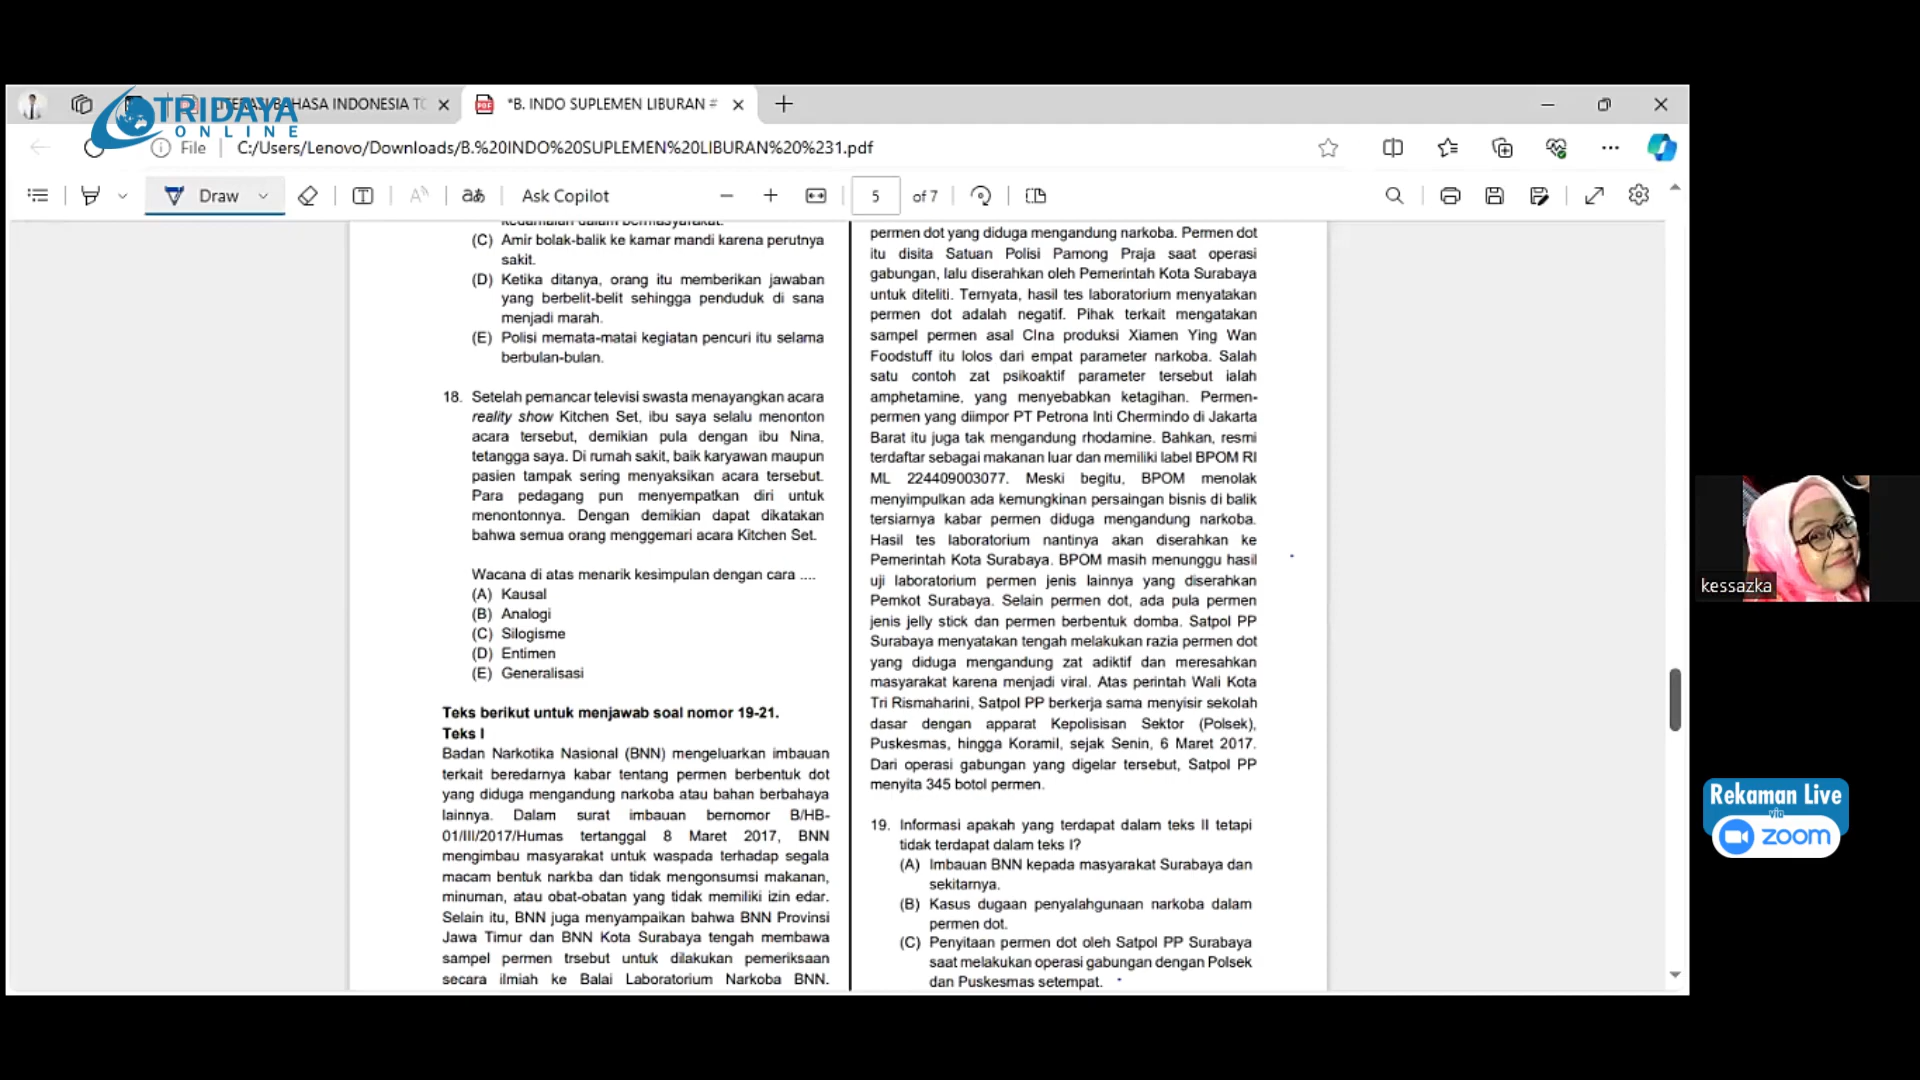 TRIDAYA
ONLINE
LITERASI BAHASA INDONESIA TO
*B. INDO SUPLEMEN LIBURAN #
File
C:/Users/Lenovo/Downloads/B.%20INDO%20SUPLEMEN%20LIBURAN%20%231.pdf
Draw
Ask Copilot
5
of 7
kedamaian dalam bermasyarakat.
(C) Amir bolak-balik ke kamar mandi karena perutnya
sakit.
(D) Ketika ditanya, orang itu memberikan jawaban
yang berbelit-belit sehingga penduduk di sana
menjadi marah.
(E) Polisi memata-matai kegiatan pencuri itu selama
berbulan-bulan.
18. Setelah pemancar televisi swasta menayangkan acara
reality show Kitchen Set, ibu saya selalu menonton
acara tersebut, demikian pula dengan ibu Nina,
tetangga saya. Di rumah sakit, baik karyawan maupun
pasien tampak sering menyaksikan acara tersebut.
Para pedagang pun menyempatkan diri untuk
menontonnya. Dengan demikian dapat dikatakan
bahwa semua orang menggemari acara Kitchen Set.
Wacana di atas menarik kesimpulan dengan cara ....
(A) Kausal
(B) Analogi
(C) Silogisme
(D) Entimen
(E) Generalisasi
Teks berikut untuk menjawab soal nomor 19-21.
Teks I
Badan Narkotika Nasional (BNN) mengeluarkan imbauan
terkait beredarnya kabar tentang permen berbentuk dot
yang diduga mengandung narkoba atau bahan berbahaya
lainnya. Dalam surat imbauan bernomor B/HB-
01/III/2017/Humas tertanggal 8 Maret 2017, BNN
mengimbau masyarakat untuk waspada terhadap segala
macam bentuk narkba dan tidak mengonsumsi makanan,
minuman, atau obat-obatan yang tidak memiliki izin edar.
Selain itu, BNN juga menyampaikan bahwa BNN Provinsi
Jawa Timur dan BNN Kota Surabaya tengah membawa
sampel permen trsebut untuk dilakukan pemeriksaan
secara ilmiah ke Balai Laboratorium Narkoba BNN.
permen dot yang diduga mengandung narkoba. Permen dot
itu disita Satuan Polisi Pamong Praja saat operasi
gabungan, lalu diserahkan oleh Pemerintah Kota Surabaya
untuk diteliti. Ternyata, hasil tes laboratorium menyatakan
permen dot adalah negatif. Pihak terkait mengatakan
sampel permen asal CIna produksi Xiamen Ying Wan
Foodstuff itu lolos dari empat parameter narkoba. Salah
satu contoh zat psikoaktif parameter tersebut ialah
amphetamine, yang menyebabkan ketagihan. Permen-
permen yang diimpor PT Petrona Inti Chermindo di Jakarta
Barat itu juga tak mengandung rhodamine. Bahkan, resmi
terdaftar sebagai makanan luar dan memiliki label BPOM RI
ML 224409003077. Meski begitu, BPOM menolak
menyimpulkan ada kemungkinan persaingan bisnis di balik
tersiarnya kabar permen diduga mengandung narkoba.
Hasil tes laboratorium nantinya akan diserahkan ke
Pemerintah Kota Surabaya. BPOM masih menunggu hasil
uji laboratorium permen jenis lainnya yang diserahkan
Pemkot Surabaya. Selain permen dot, ada pula permen
jenis jelly stick dan permen berbentuk domba. Satpol PP
Surabaya menyatakan tengah melakukan razia permen dot
yang diduga mengandung zat adiktif dan meresahkan
masyarakat karena menjadi viral. Atas perintah Wali Kota
Tri Rismaharini, Satpol PP berkerja sama menyisir sekolah
dasar dengan apparat Kepolisisan Sektor (Polsek),
Puskesmas, hingga Koramil, sejak Senin, 6 Maret 2017.
Dari operasi gabungan yang digelar tersebut, Satpol PP
menyita 345 botol permen.
19. Informasi apakah yang terdapat dalam teks II tetapi
tidak terdapat dalam teks I?
(A) Imbauan BNN kepada masyarakat Surabaya dan
sekitarnya.
(B) Kasus dugaan penyalahgunaan narkoba dalam
permen dot.
(C) Penyitaan permen dot oleh Satpol PP Surabaya
saat melakukan operasi gabungan dengan Polsek
dan Puskesmas setempat.
kessazka
Rekaman Live
via
zoom